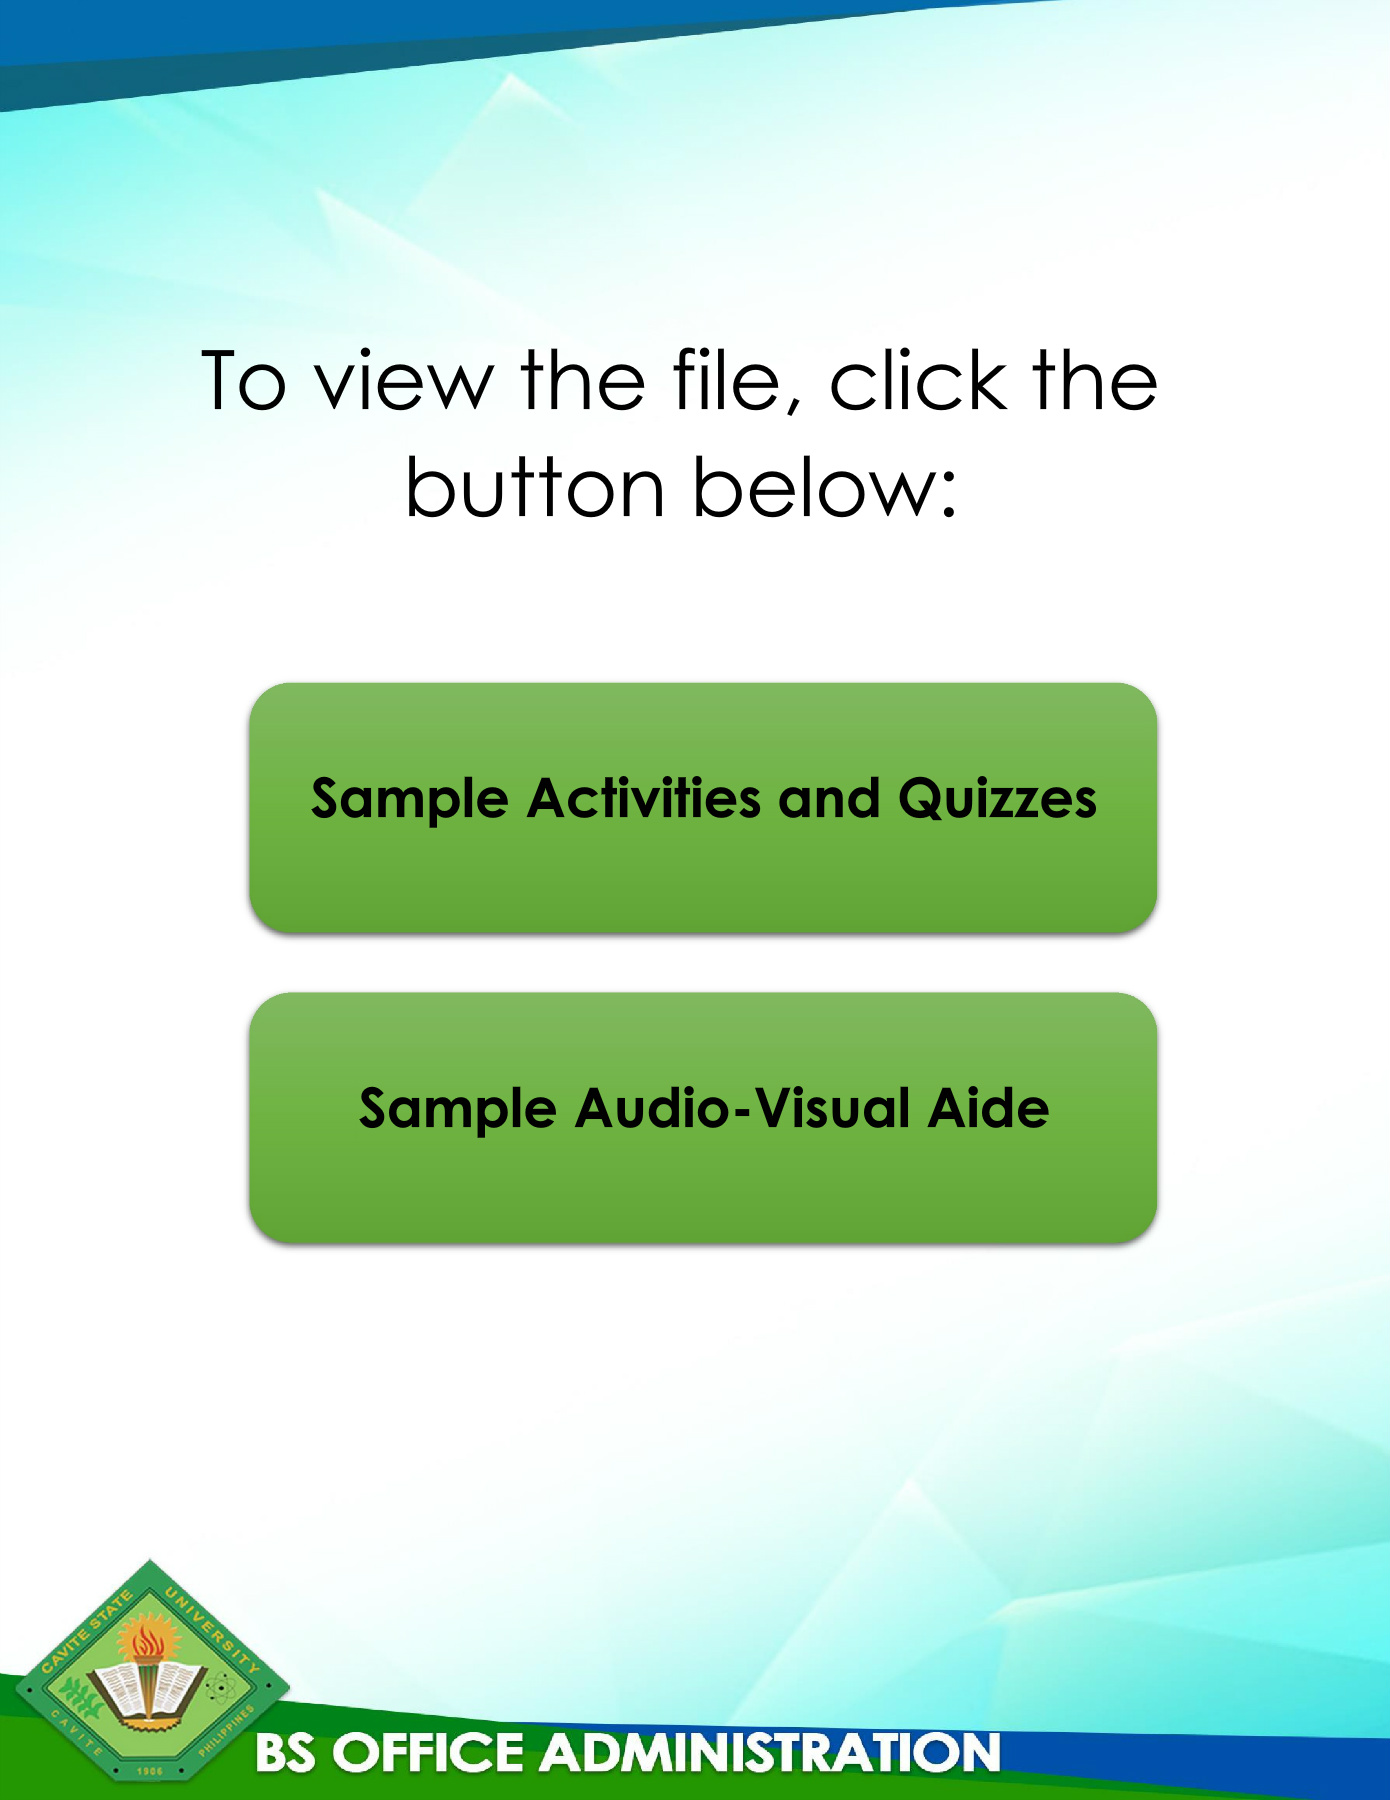 To view the file, click the
button below:
Sample Activities and Quizzes
Sample Audio-Visual Aide
CAVITE STATE UNIVERSITY
CAVITE
PHILIPPINES
1906
BS OFFICE ADMINISTRATION